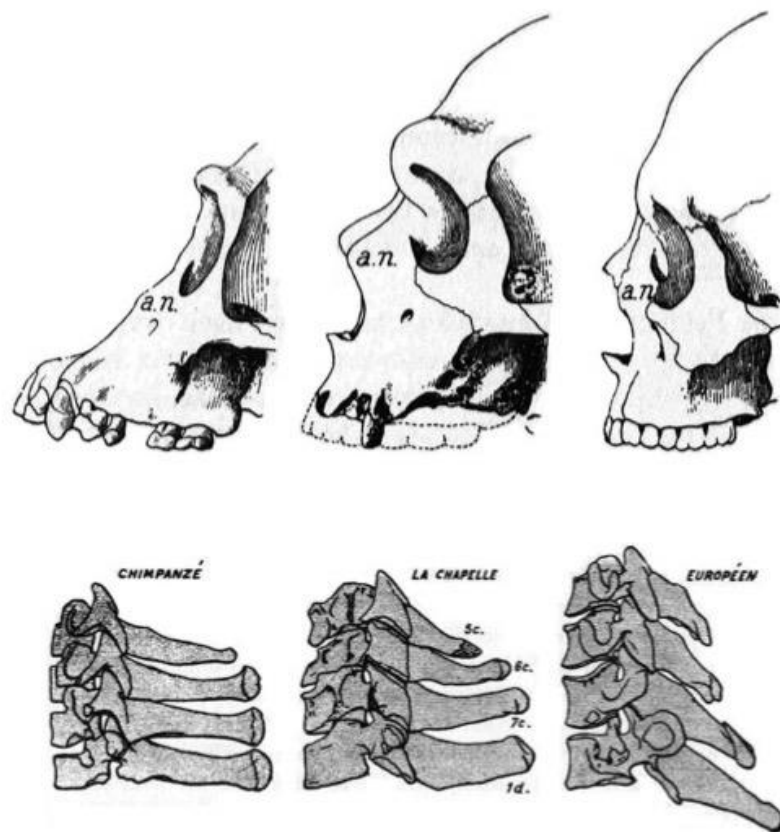 a.n.
a.n.
a.n.
CHIMPANZÉ
LA CHAPELLE
EUROPÉEN
5c.
6c.
7c.
1d.